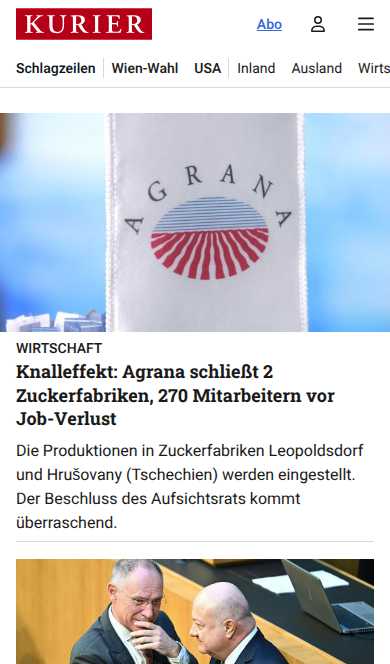 KURIER
Abo
Schlagzeilen Wien-Wahl USA Inland Ausland Wirts
AGRANA
WIRTSCHAFT
Knalleffekt: Agrana schließt 2
Zuckerfabriken, 270 Mitarbeitern vor
Job-Verlust
Die Produktionen in Zuckerfabriken Leopoldsdorf
und Hrušovany (Tschechien) werden eingestellt.
Der Beschluss des Aufsichtsrats kommt
überraschend.